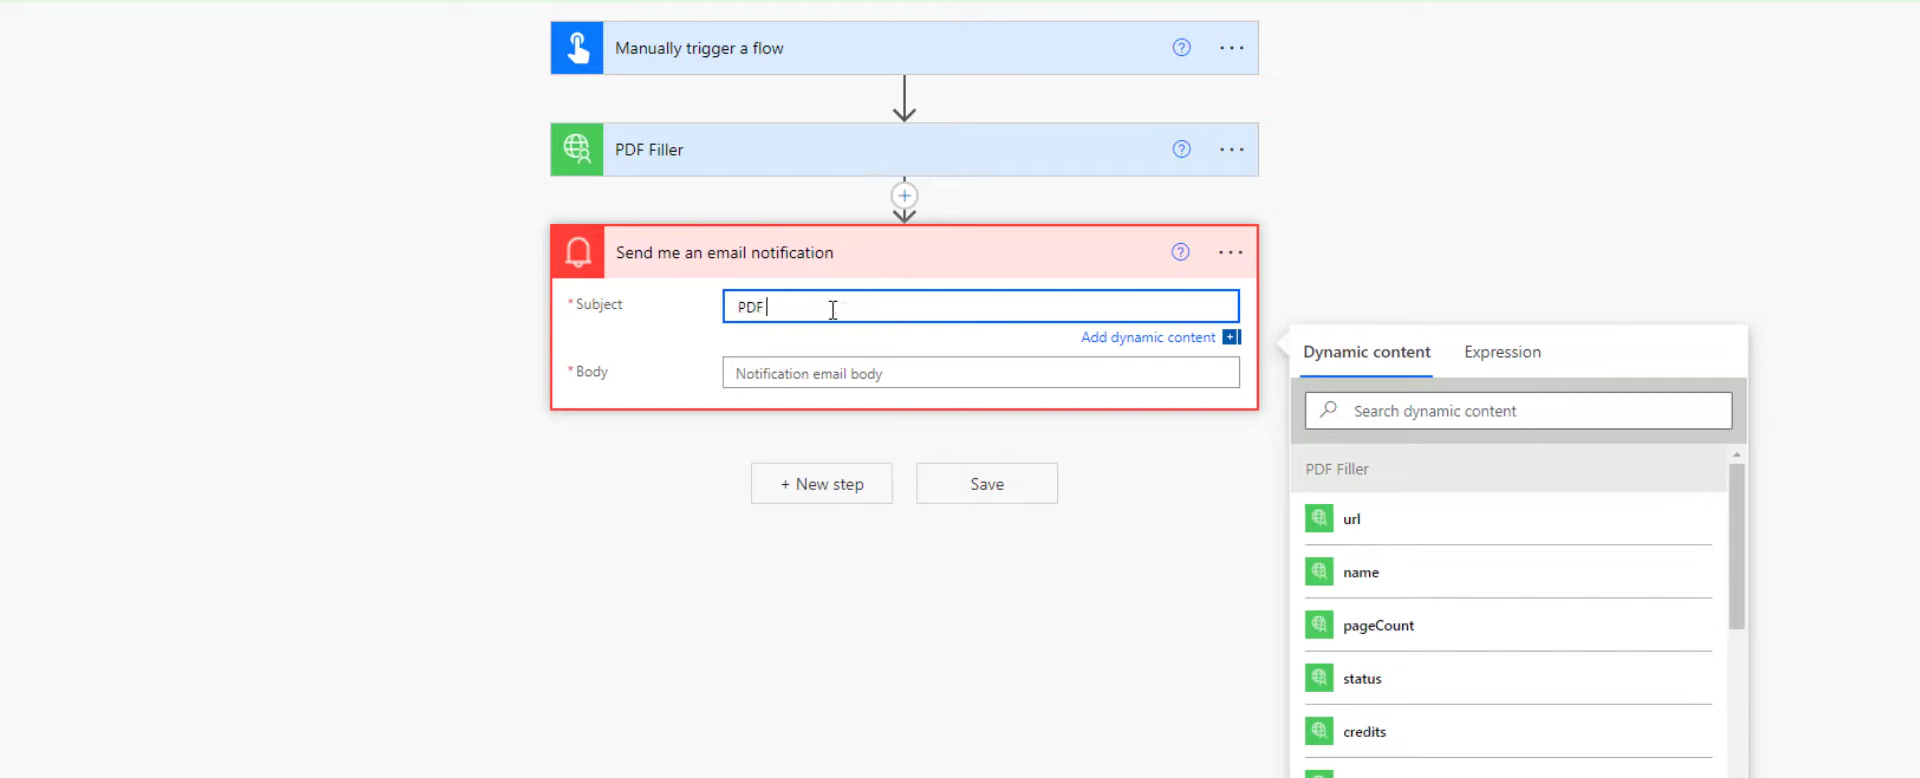 Manually trigger a flow
PDF Filler
Send me an email notification
* Subject
PDF
Add dynamic content
* Body
Notification email body
+ New step
Save
Dynamic content Expression
Search dynamic content
PDF Filler
url
name
pageCount
status
credits